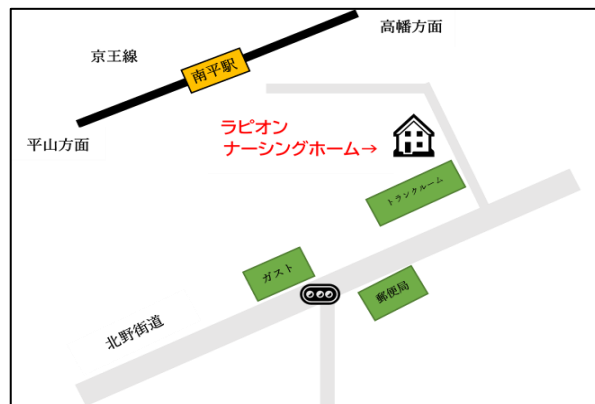 高幡方面
京王線
南平駅
平山方面
ラピオン
ナーシングホーム→
トランクルーム
ガスト
郵便局
北野街道